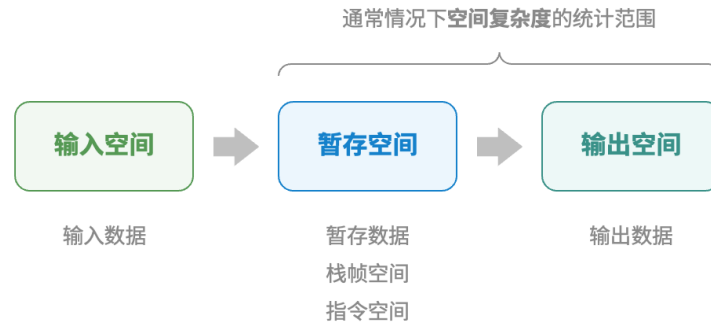 通常情况下空间复杂度的统计范围
输入空间
暂存空间
输出空间
输入数据
暂存数据
输出数据
栈帧空间
指令空间